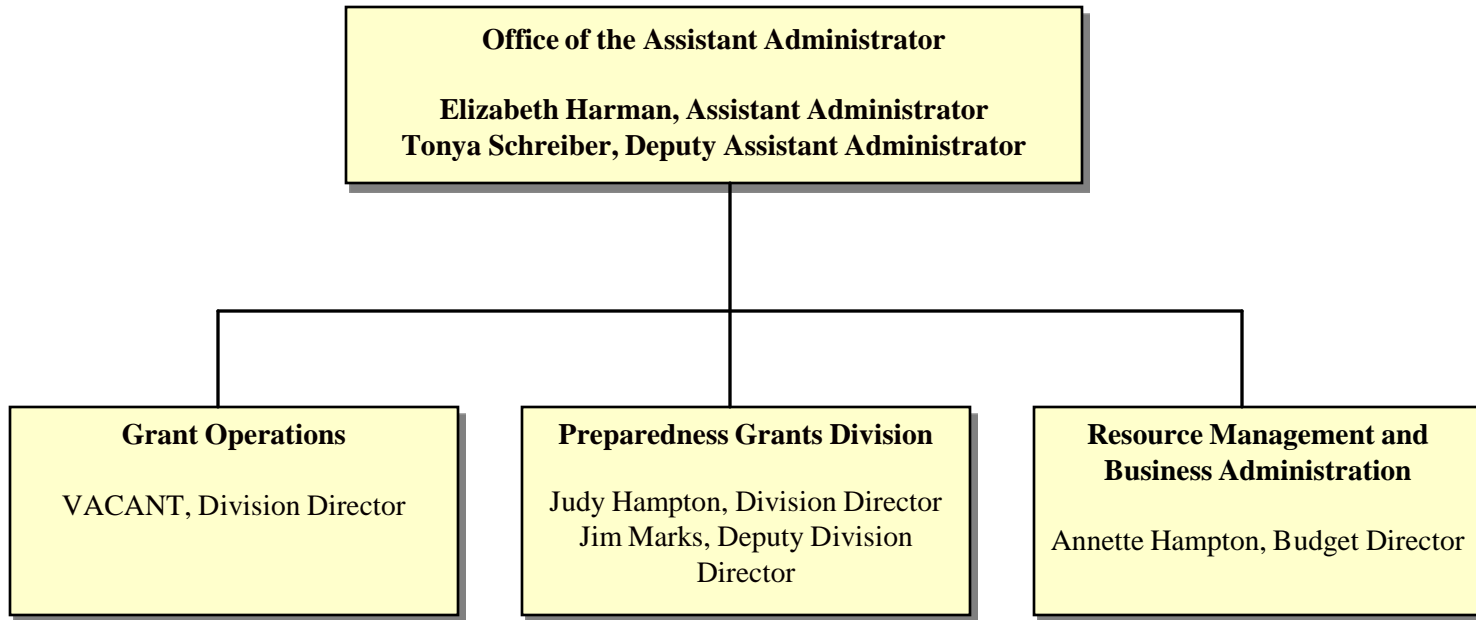 Office of the Assistant Administrator
Elizabeth Harman, Assistant Administrator
Tonya Schreiber, Deputy Assistant Administrator
Grant Operations
VACANT, Division Director
Preparedness Grants Division
Judy Hampton, Division Director
Jim Marks, Deputy Division
Director
Resource Management and
Business Administration
Annette Hampton, Budget Director